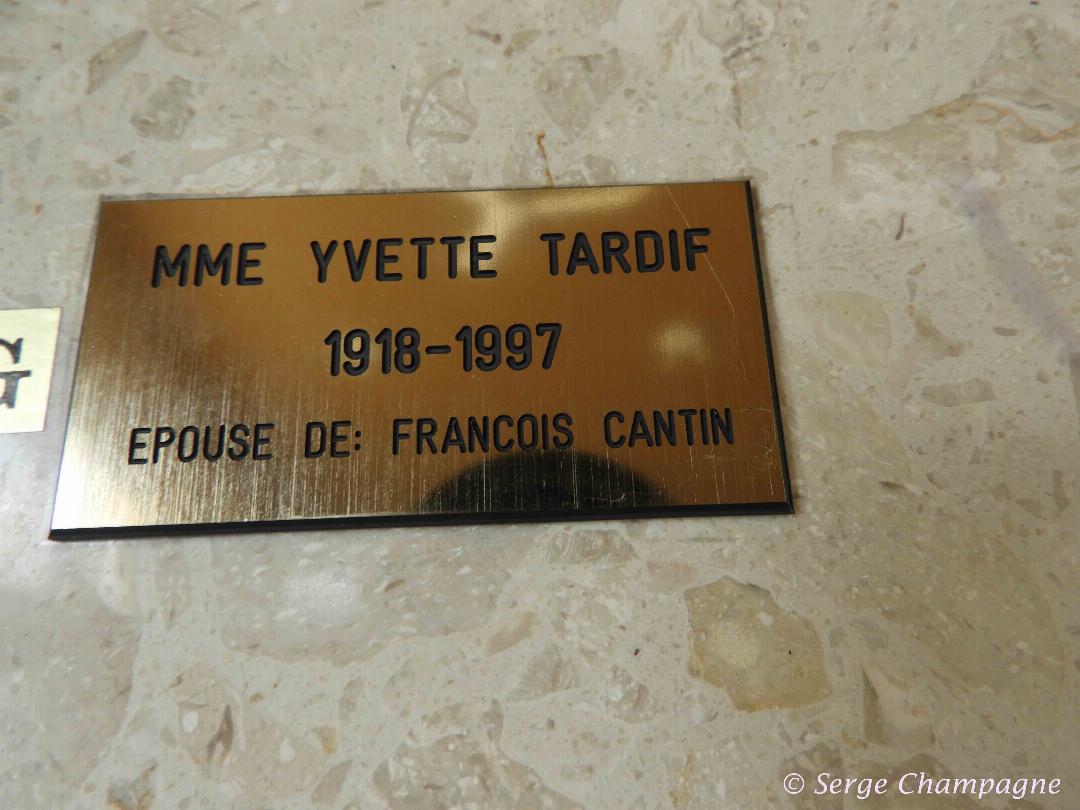 MME YVETTE TARDIF
1918-1997
EPOUSE DE: FRANCOIS CANTIN
G
© Serge Champagne